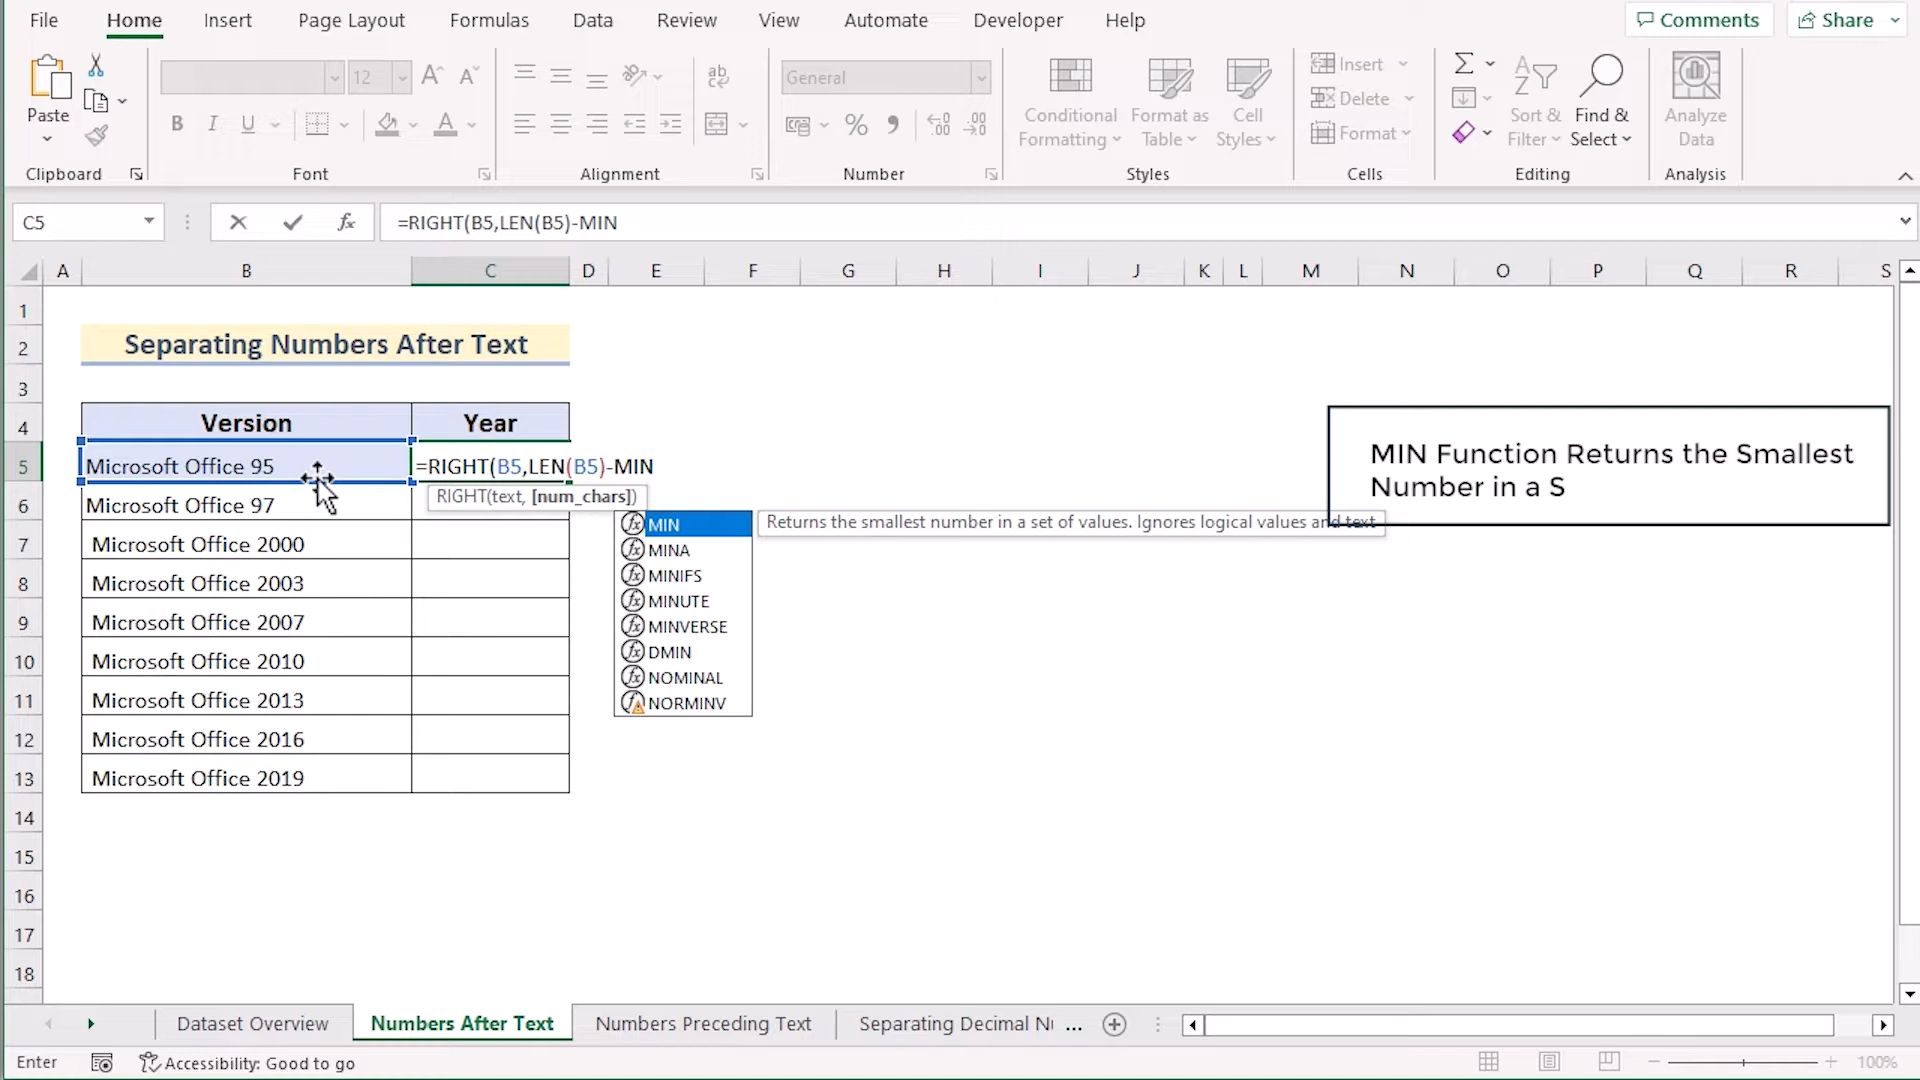 File Home Insert Page Layout Formulas Data Review View Automate Developer Help Comments Share
Paste
12
General
Conditional Formatting
Format as Table
Cell Styles
Insert
Delete
Format
Sort & Filter
Find & Select
Analyze Data
Clipboard Font Alignment Number Styles Cells Editing Analysis
C5 =RIGHT(B5,LEN(B5)-MIN
A B C D E F G H I J K L M N O P Q R S
1
2 Separating Numbers After Text
3
4 Version Year
5 Microsoft Office 95 =RIGHT(B5,LEN(B5)-MIN
RIGHT(text, [num_chars])
6 Microsoft Office 97
7 Microsoft Office 2000
8 Microsoft Office 2003
9 Microsoft Office 2007
10 Microsoft Office 2010
11 Microsoft Office 2013
12 Microsoft Office 2016
13 Microsoft Office 2019
14
15
16
17
18
MIN
MINA
MINIFS
MINUTE
MINVERSE
DMIN
NOMINAL
NORMINV
Returns the smallest number in a set of values. Ignores logical values and text
MIN Function Returns the Smallest
Number in a S
Dataset Overview Numbers After Text Numbers Preceding Text Separating Decimal Nu ...
Enter Accessibility: Good to go 100%